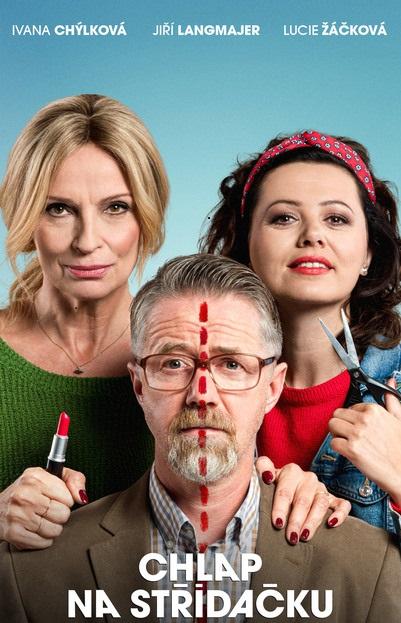 IVANA CHÝLKOVÁ JIŘÍ LANGMAJER LUCIE ŽÁČKOVÁ
CHLAP
NA STŘÍDAČKU